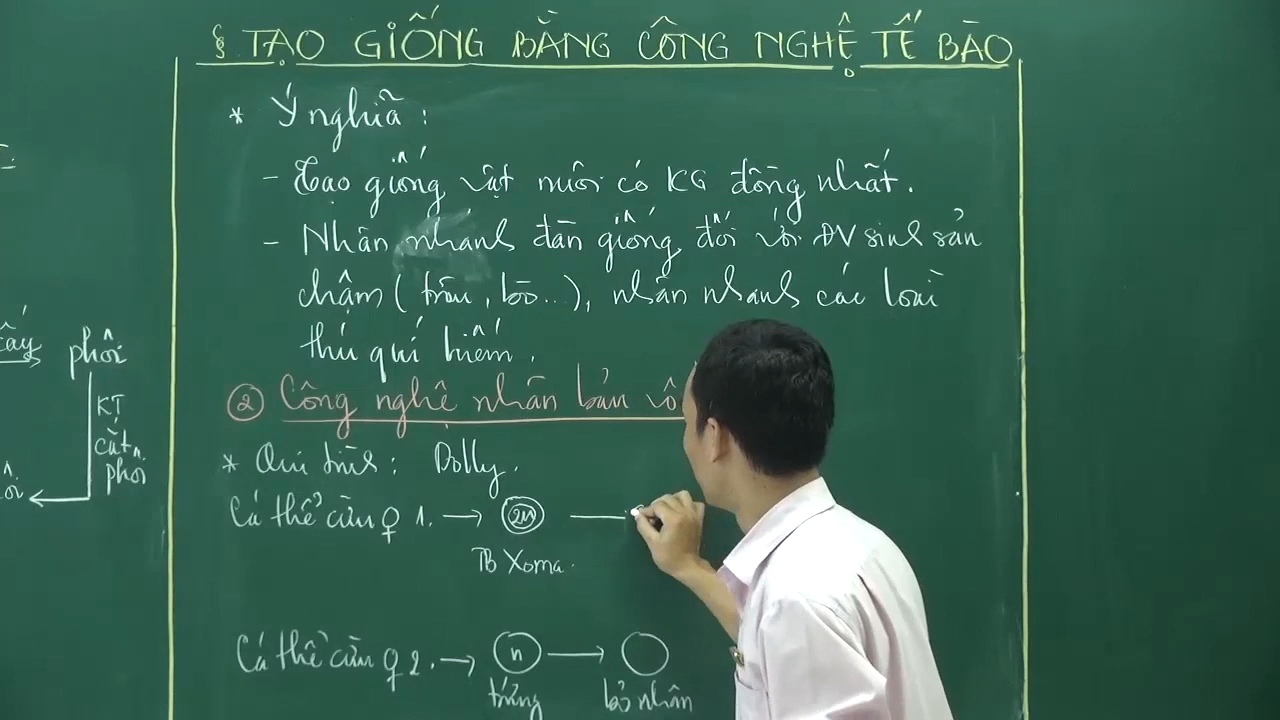 § TẠO GIỐNG BẰNG CÔNG NGHỆ TẾ BÀO
* Ý nghĩa :
- Tạo giống vật nuôi có KG đồng nhất.
- Nhân nhanh đàn giống đối với ĐV sinh sản
chậm ( trâu , bò ... ) , nhân nhanh các loài
thú quí hiếm .
② Công nghệ nhân bản vô
* Qui trình : Dolly .
Cá thể cừu ♀ 1. → 2n
TB Xoma .
Cá thể cừu ♀ 2. → n →
trứng bỏ nhân
cấy phôi
KT
cắt
phôi